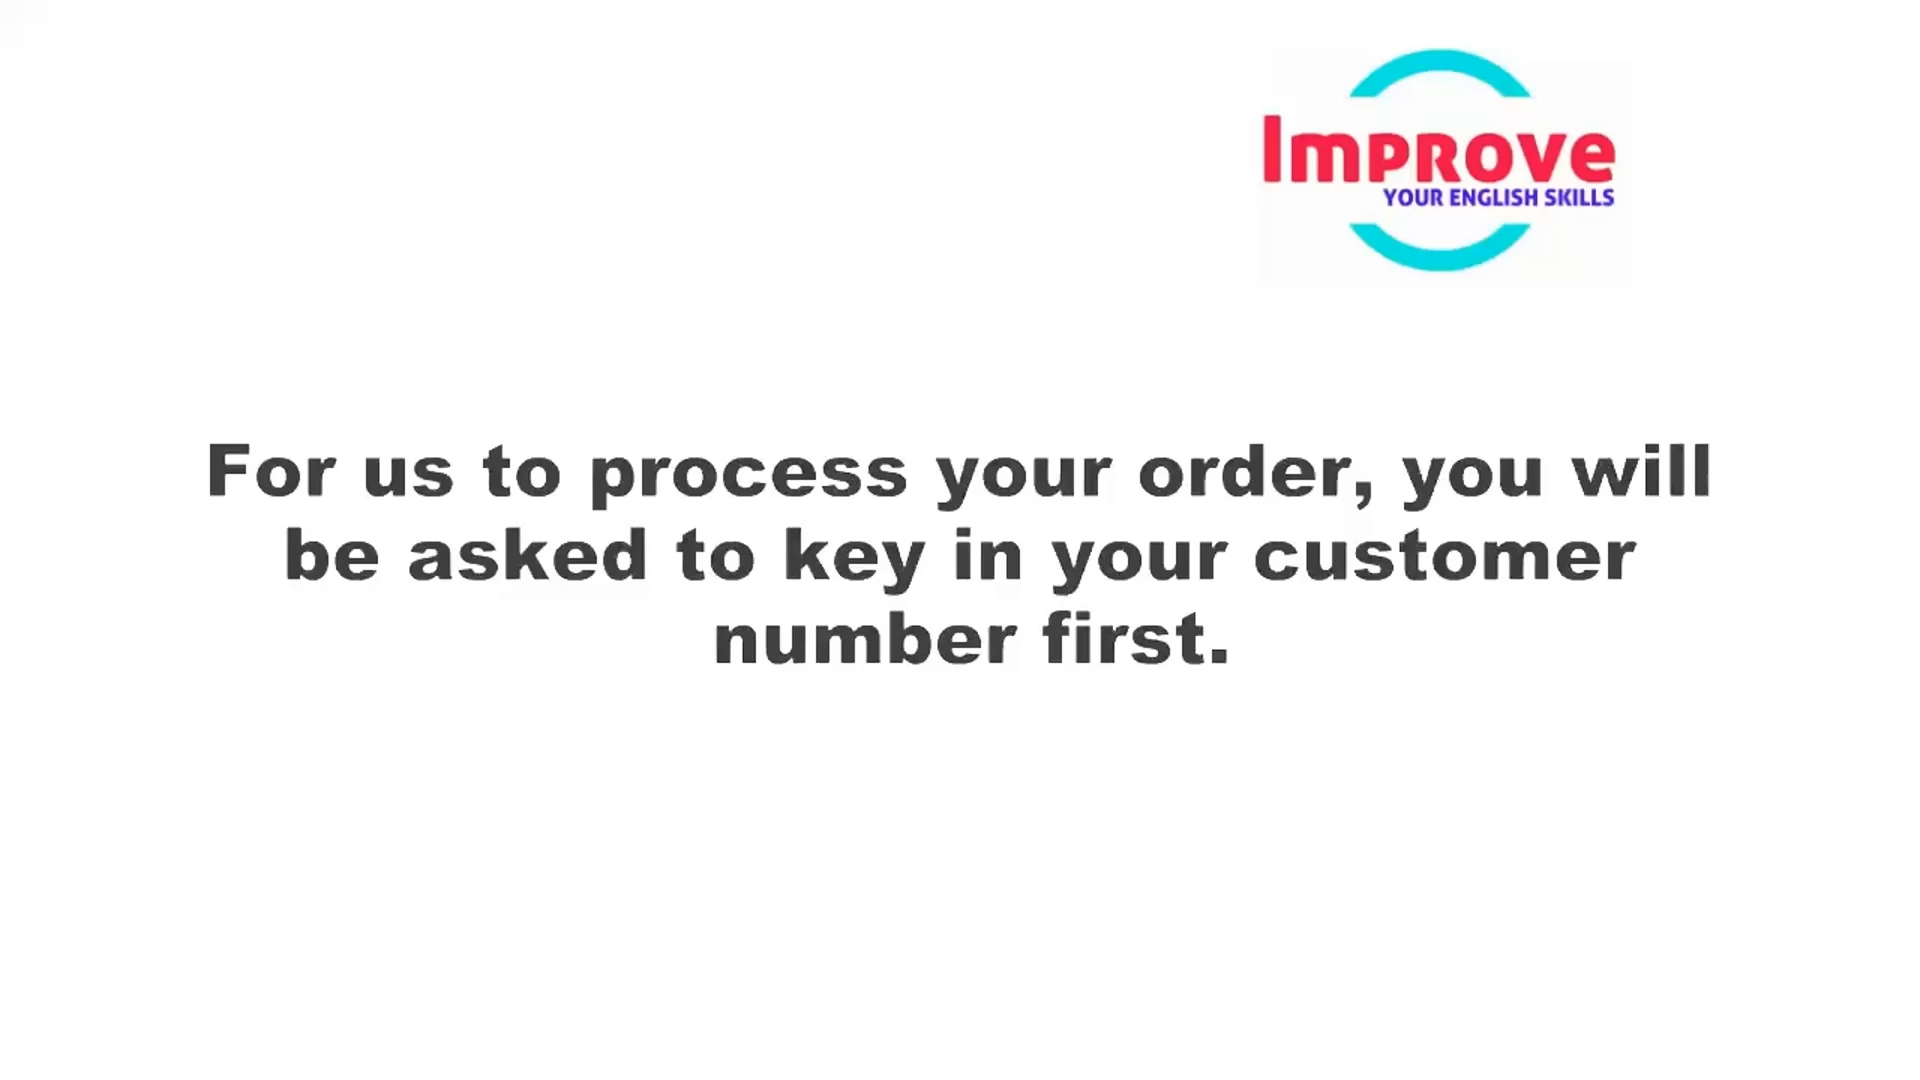 Improve
YOUR ENGLISH SKILLS
For us to process your order, you will
be asked to key in your customer
number first.